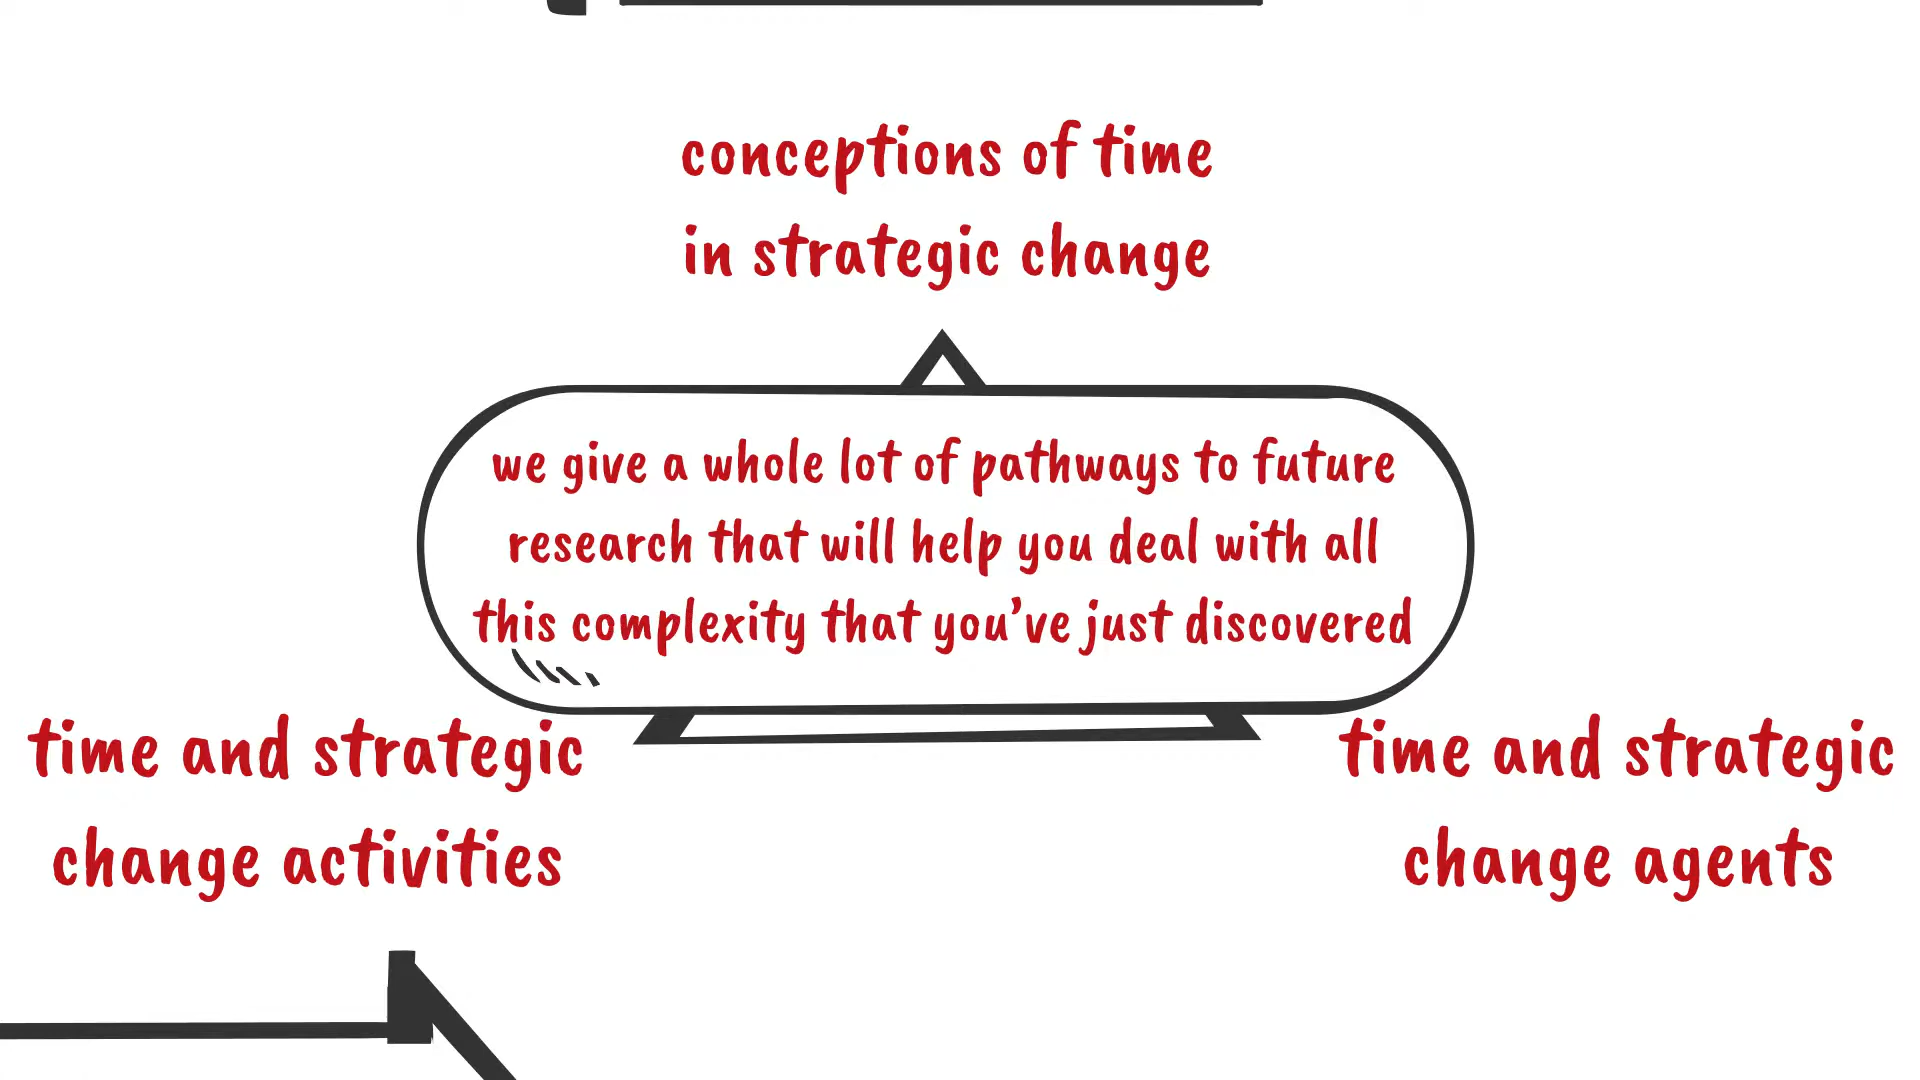 conceptions of time
in strategic change
we give a whole lot of pathways to future
research that will help you deal with all
this complexity that you’ve just discovered
time and strategic
change activities
time and strategic
change agents